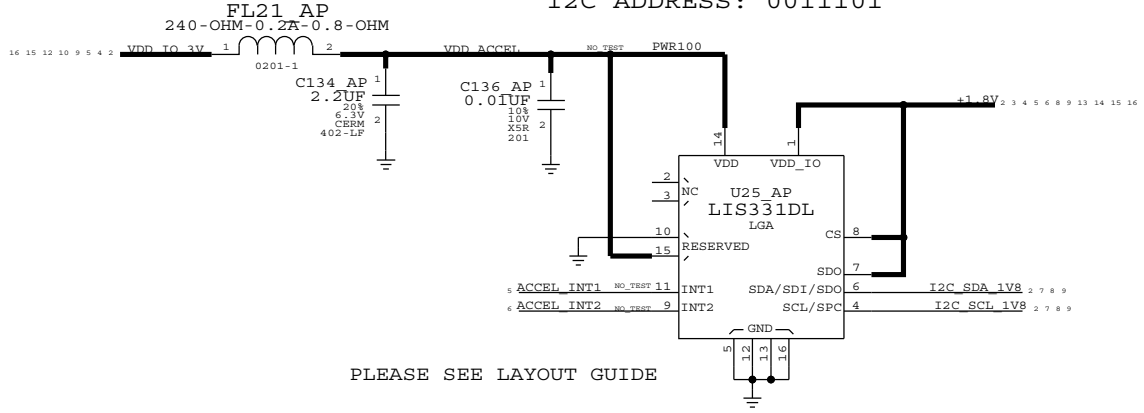 I2C ADDRESS: 0011101
FL21_AP
240-OHM-0.2A-0.8-OHM
16 15 12 10 9 5 4 2 VDD_IO_3V 1 2 VDD_ACCEL NO_TEST PWR100
0201-1
C134_AP 1
2.2UF
20%
6.3V
CERM 2
402-LF
C136_AP 1
0.01UF
10%
10V
X5R 2
201
+1.8V 2 3 4 5 6 8 9 13 14 15 16
14 1
VDD VDD_IO
2
NC
3
U25_AP
LIS331DL
LGA
CS 8
10
RESERVED
15
SDO 7
5 ACCEL_INT1 NO_TEST 11 INT1 SDA/SDI/SDO 6 I2C_SDA_1V8 2 7 8 9
6 ACCEL_INT2 NO_TEST 9 INT2 SCL/SPC 4 I2C_SCL_1V8 2 7 8 9
GND
5 12 13 16
PLEASE SEE LAYOUT GUIDE